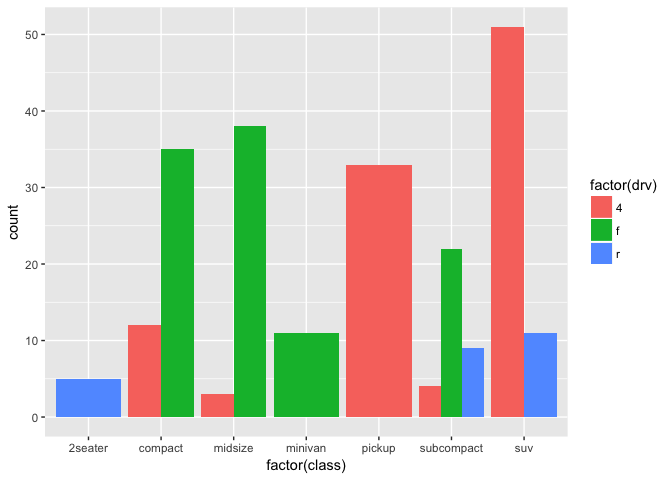 50
40
30
20
10
0
count
2seater compact midsize minivan pickup subcompact suv
factor(class)
factor(drv)
4
f
r